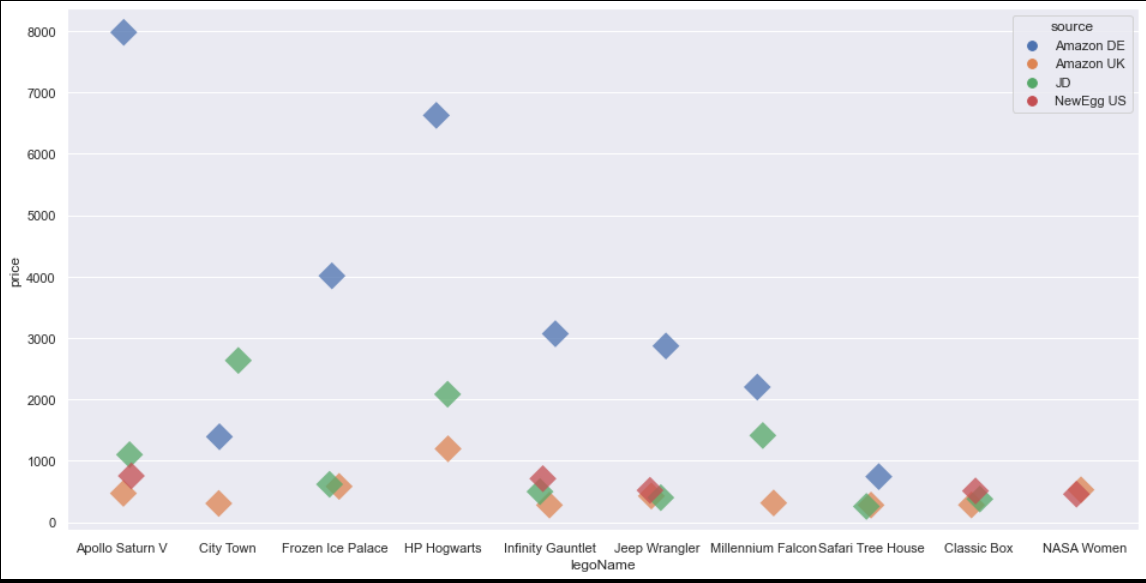 source
Amazon DE
Amazon UK
JD
NewEgg US
8000
7000
6000
5000
4000
3000
2000
1000
0
price
Apollo Saturn V City Town Frozen Ice Palace HP Hogwarts Infinity Gauntlet Jeep Wrangler Millennium Falcon Safari Tree House Classic Box NASA Women
legoName